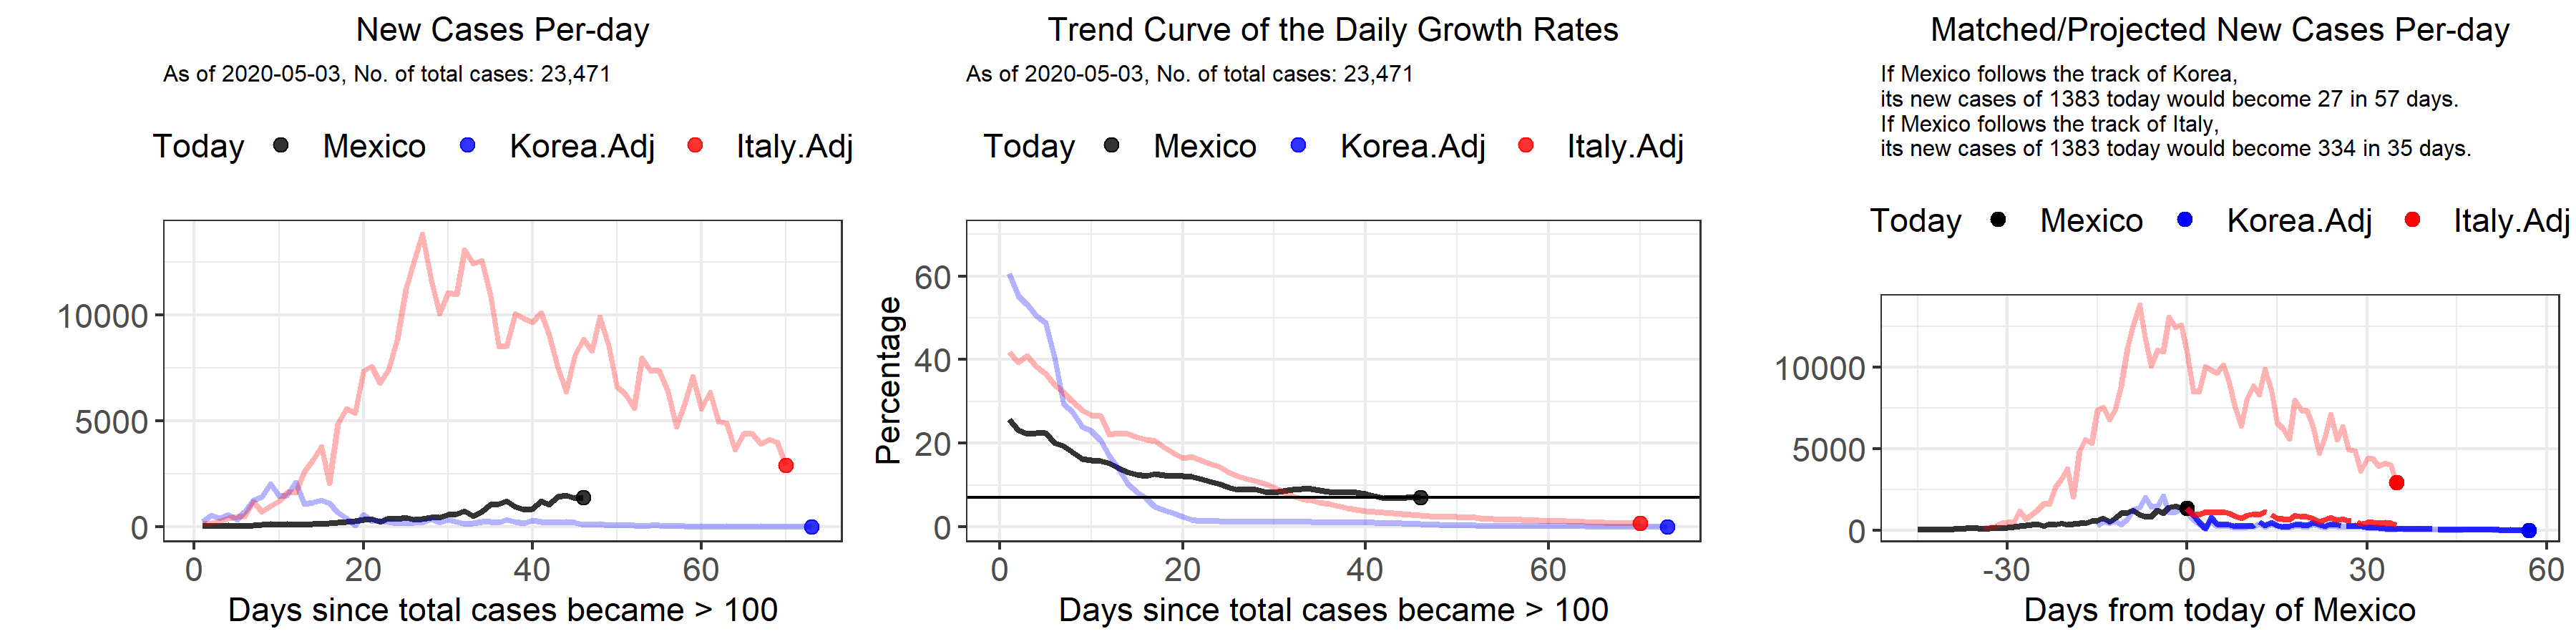 New Cases Per-day
As of 2020-05-03, No. of total cases: 23,471
Today Mexico Korea.Adj Italy.Adj
10000
5000
0
0 20 40 60
Days since total cases became > 100
Trend Curve of the Daily Growth Rates
As of 2020-05-03, No. of total cases: 23,471
Today Mexico Korea.Adj Italy.Adj
Percentage
60
40
20
0
0 20 40 60
Days since total cases became > 100
Matched/Projected New Cases Per-day
If Mexico follows the track of Korea,
its new cases of 1383 today would become 27 in 57 days.
If Mexico follows the track of Italy,
its new cases of 1383 today would become 334 in 35 days.
Today Mexico Korea.Adj Italy.Adj
10000
5000
0
-30 0 30 60
Days from today of Mexico